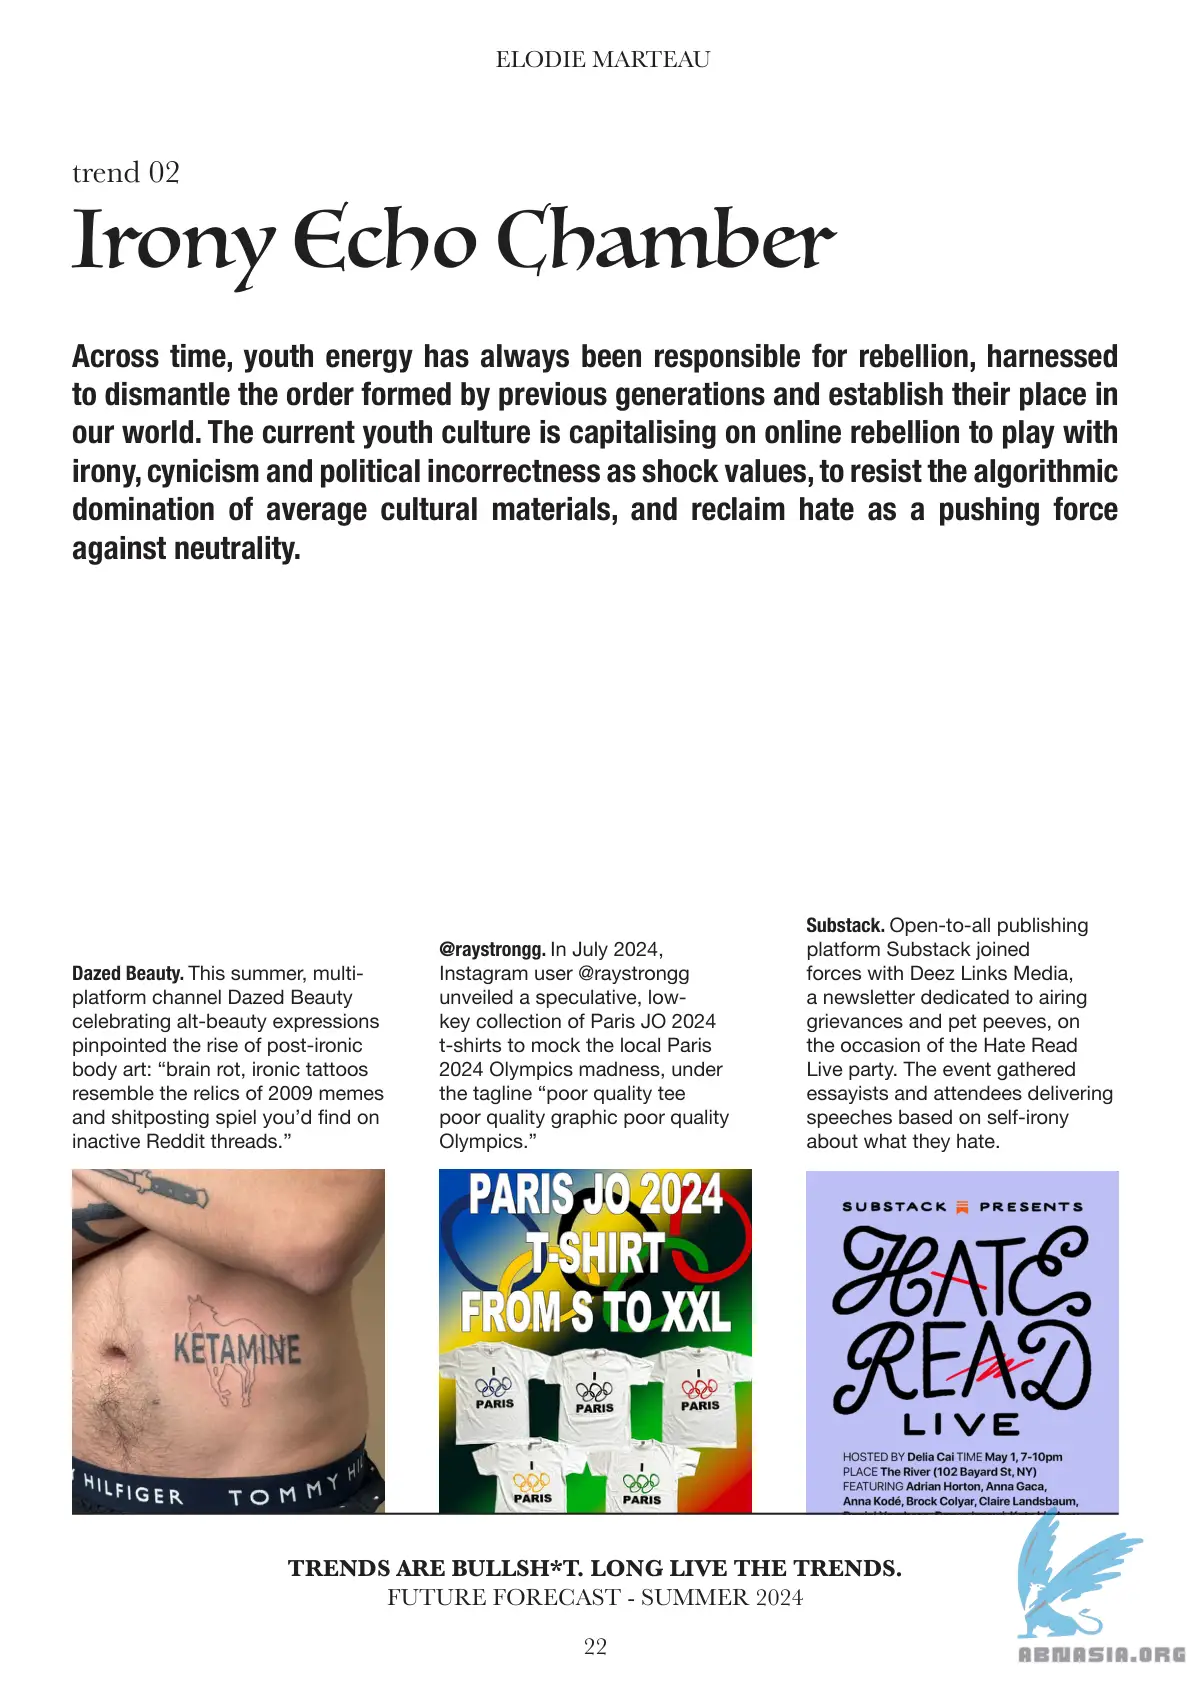 ELODIE MARTEAU
trend 02
Irony Echo Chamber
Across time, youth energy has always been responsible for rebellion, harnessed
to dismantle the order formed by previous generations and establish their place in
our world. The current youth culture is capitalising on online rebellion to play with
irony, cynicism and political incorrectness as shock values, to resist the algorithmic
domination of average cultural materials, and reclaim hate as a pushing force
against neutrality.
Dazed Beauty. This summer, multi-
platform channel Dazed Beauty
celebrating alt-beauty expressions
pinpointed the rise of post-ironic
body art: “brain rot, ironic tattoos
resemble the relics of 2009 memes
and shitposting spiel you’d find on
inactive Reddit threads.”
KETAMINE
HILFIGER TOMMY HIL
@raystrongg. In July 2024,
Instagram user @raystrongg
unveiled a speculative, low-
key collection of Paris JO 2024
t-shirts to mock the local Paris
2024 Olympics madness, under
the tagline “poor quality tee
poor quality graphic poor quality
Olympics.”
PARIS JO 2024
T-SHIRT
FROM S TO XXL
I
PARIS
I
PARIS
I
PARIS
I
PARIS
I
PARIS
Substack. Open-to-all publishing
platform Substack joined
forces with Deez Links Media,
a newsletter dedicated to airing
grievances and pet peeves, on
the occasion of the Hate Read
Live party. The event gathered
essayists and attendees delivering
speeches based on self-irony
about what they hate.
SUBSTACK PRESENTS
HATE
READ
LIVE
HOSTED BY Delia Cai TIME May 1, 7-10pm
PLACE The River (102 Bayard St, NY)
FEATURING Adrian Horton, Anna Gaca,
Anna Kodé, Brock Colyar, Claire Landsbaum,
TRENDS ARE BULLSH*T. LONG LIVE THE TRENDS.
FUTURE FORECAST - SUMMER 2024
22
ABNASIA.ORG